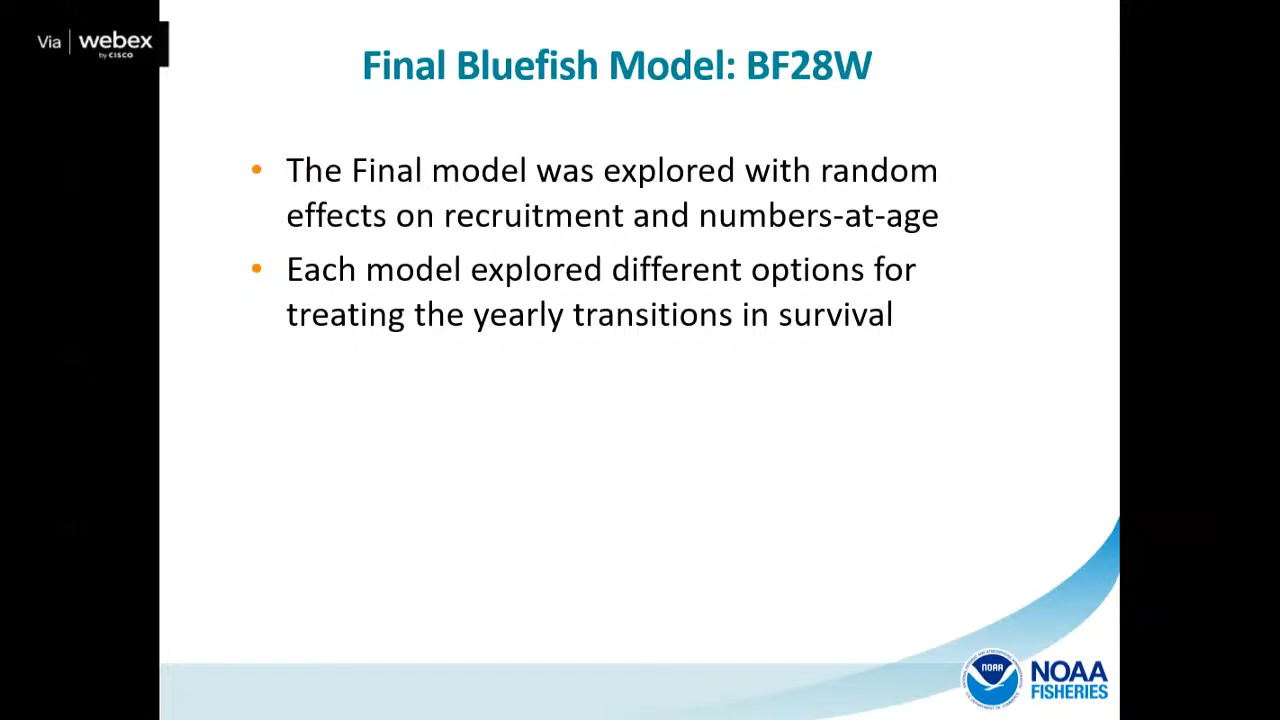 Via webex
by CISCO
Final Bluefish Model: BF28W
• The Final model was explored with random
effects on recruitment and numbers-at-age
• Each model explored different options for
treating the yearly transitions in survival
NOAA
NOAA
FISHERIES